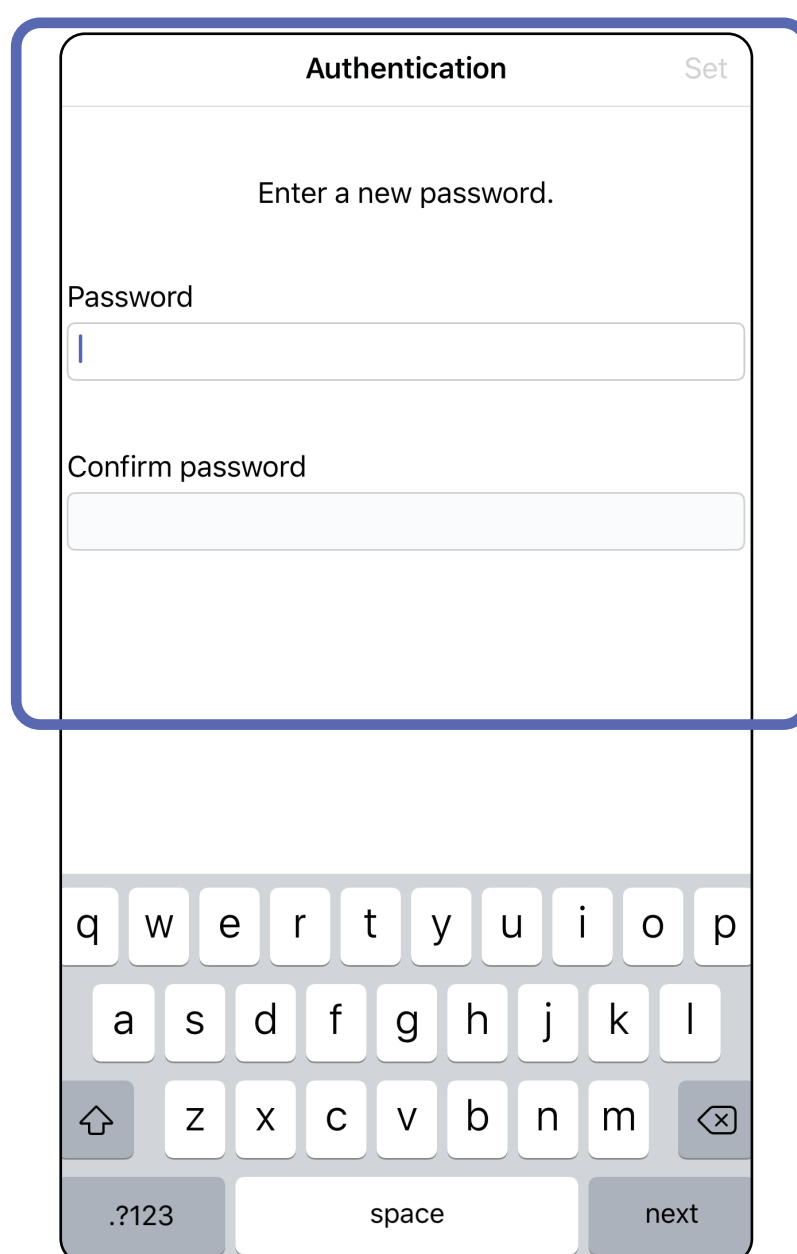 Authentication Set
Enter a new password.
Password
Confirm password
q w e r t y u i o p
a s d f g h j k l
z x c v b n m
.?123 space next